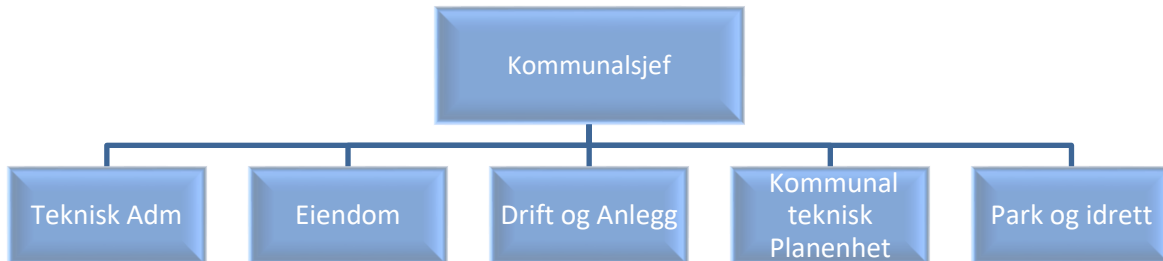 Kommunalsjef
Teknisk Adm
Eiendom
Drift og Anlegg
Kommunal
teknisk
Planenhet
Park og idrett